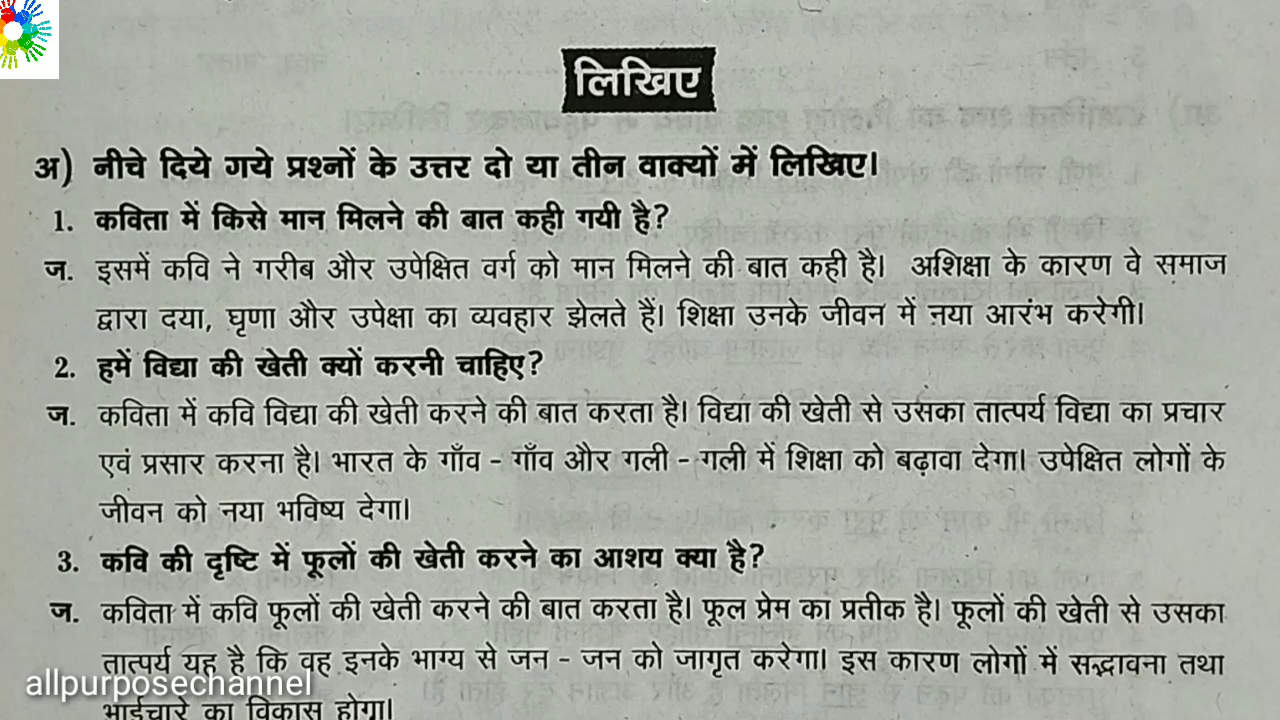 लिखिए
अ) नीचे दिये गये प्रश्नों के उत्तर दो या तीन वाक्यों में लिखिए।
1. कविता में किसे मान मिलने की बात कही गयी है?
ज. इसमें कवि ने गरीब और उपेक्षित वर्ग को मान मिलने की बात कही है। अशिक्षा के कारण वे समाज
द्वारा दया, घृणा और उपेक्षा का व्यवहार झेलते हैं। शिक्षा उनके जीवन में नया आरंभ करेगी।
2. हमें विद्या की खेती क्यों करनी चाहिए?
ज. कविता में कवि विद्या की खेती करने की बात करता है। विद्या की खेती से उसका तात्पर्य विद्या का प्रचार
एवं प्रसार करना है। भारत के गाँव - गाँव और गली - गली में शिक्षा को बढ़ावा देगा। उपेक्षित लोगों के
जीवन को नया भविष्य देगा।
3. कवि की दृष्टि में फूलों की खेती करने का आशय क्या है?
ज. कविता में कवि फूलों की खेती करने की बात करता है। फूल प्रेम का प्रतीक है। फूलों की खेती से उसका
तात्पर्य यह है कि वह इनके भाग्य से जन - जन को जागृत करेगा। इस कारण लोगों में सद्भावना तथा
भाईचारे का विकास होगा।
allpurposechannel